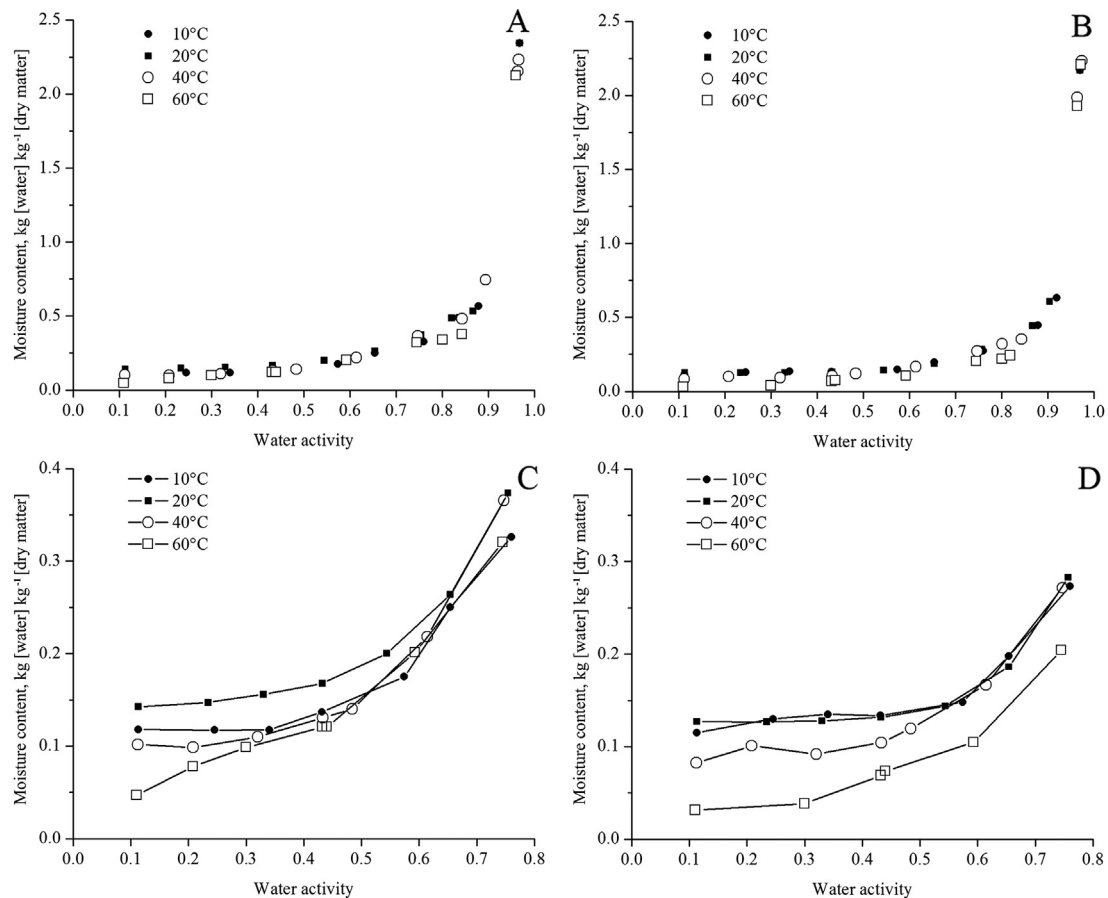 A
10°C
20°C
40°C
60°C
2.5
2.0
1.5
1.0
0.5
0.0
Moisture content, kg [water] kg⁻¹ [dry matter]
0.0 0.1 0.2 0.3 0.4 0.5 0.6 0.7 0.8 0.9 1.0
Water activity
B
10°C
20°C
40°C
60°C
2.5
2.0
1.5
1.0
0.5
0.0
Moisture content, kg [water] kg⁻¹ [dry matter]
0.0 0.1 0.2 0.3 0.4 0.5 0.6 0.7 0.8 0.9 1.0
Water activity
C
10°C
20°C
40°C
60°C
0.4
0.3
0.2
0.1
0.0
Moisture content, kg [water] kg⁻¹ [dry matter]
0.0 0.1 0.2 0.3 0.4 0.5 0.6 0.7 0.8
Water activity
D
10°C
20°C
40°C
60°C
0.4
0.3
0.2
0.1
0.0
Moisture content, kg [water] kg⁻¹ [dry matter]
0.0 0.1 0.2 0.3 0.4 0.5 0.6 0.7 0.8
Water activity